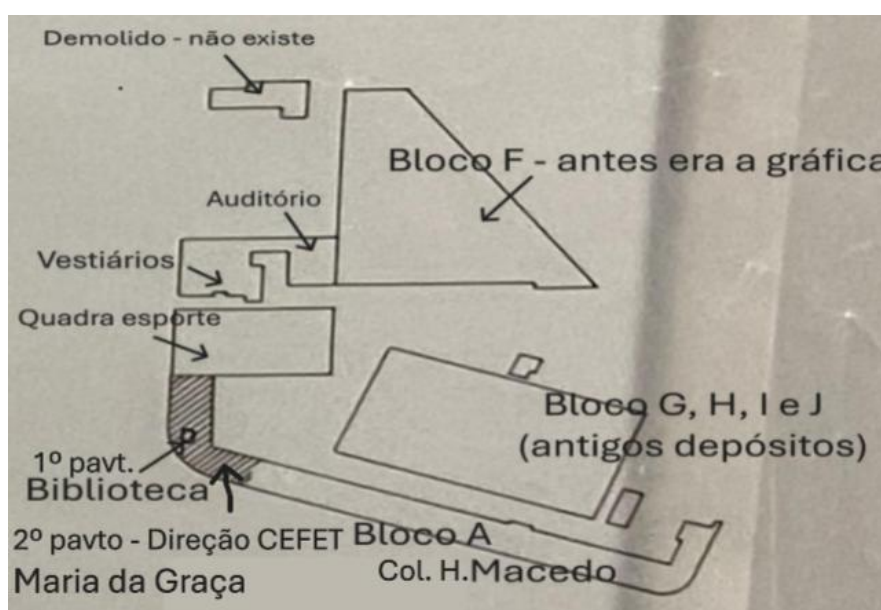 Demolido - não existe
Bloco F - antes era a gráfica
Auditório
Vestiários
Quadra esporte
Bloco G, H, I e J
(antigos depósitos)
1º pavt.
Biblioteca
2º pavto - Direção CEFET
Maria da Graça
Bloco A
Col. H.Macedo